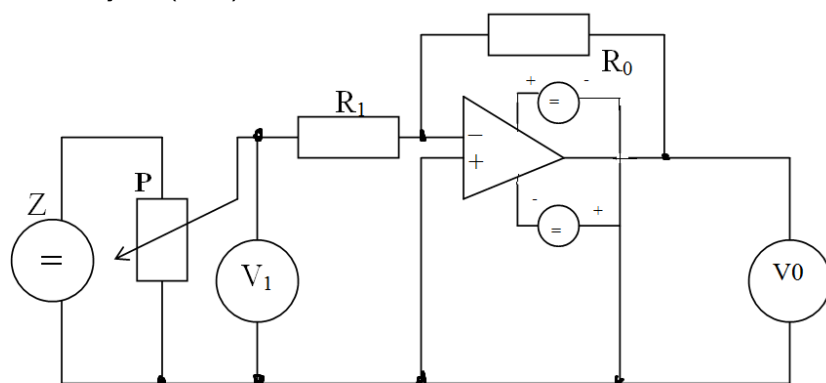 R₀
+ -
=
R₁
−
+
P
Z
=
- +
=
V₁
V0